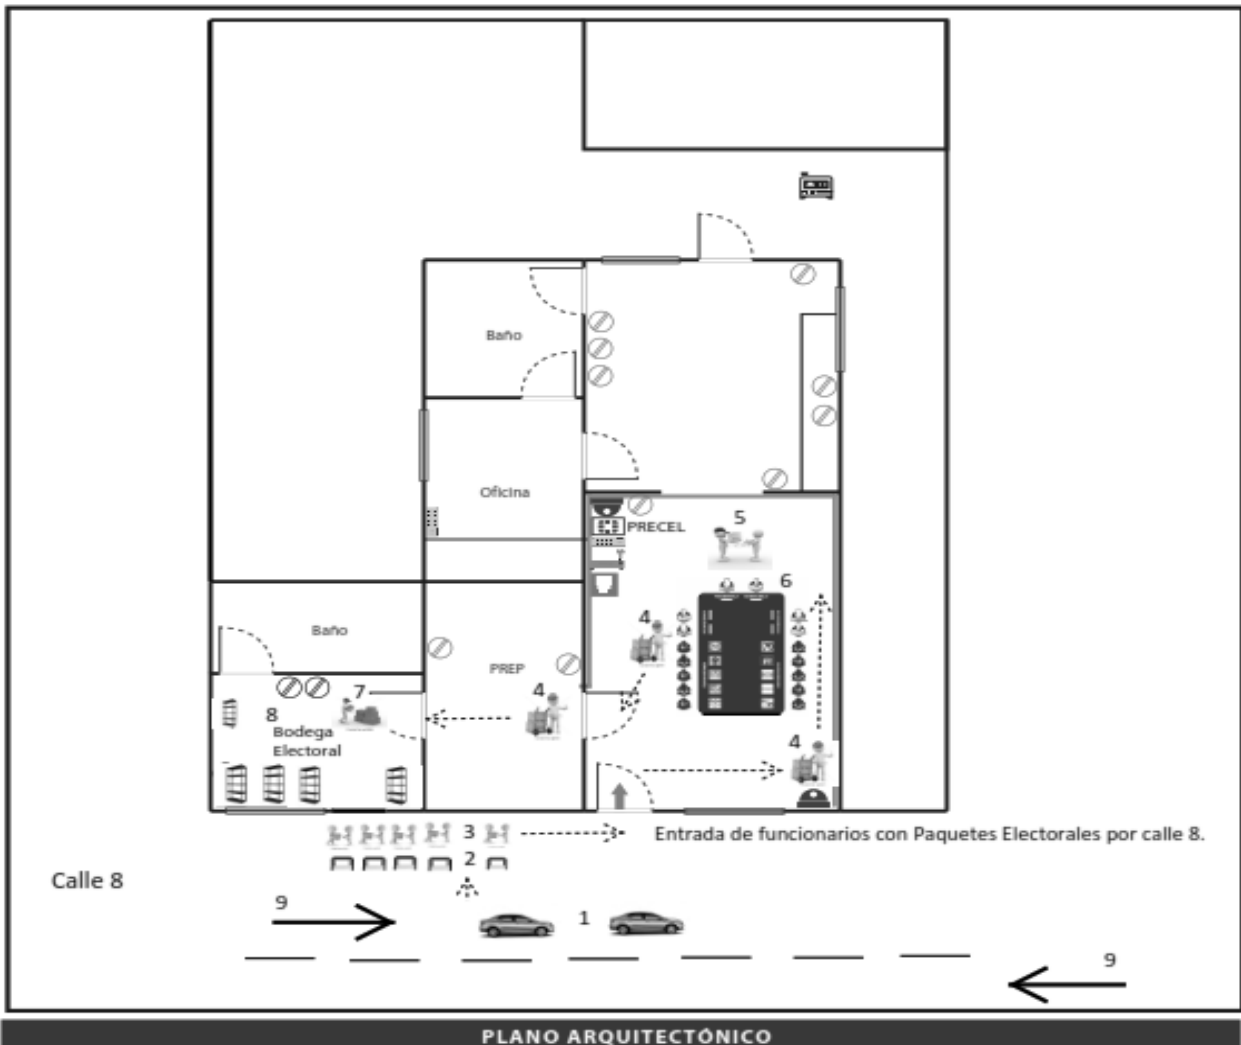 Baño
Oficina
PRECEL
5
6
4
Baño
PREP
4
7
8
Bodega
Electoral
4
3
Entrada de funcionarios con Paquetes Electorales por calle 8.
2
Calle 8
9
1
9
PLANO ARQUITECTÓNICO